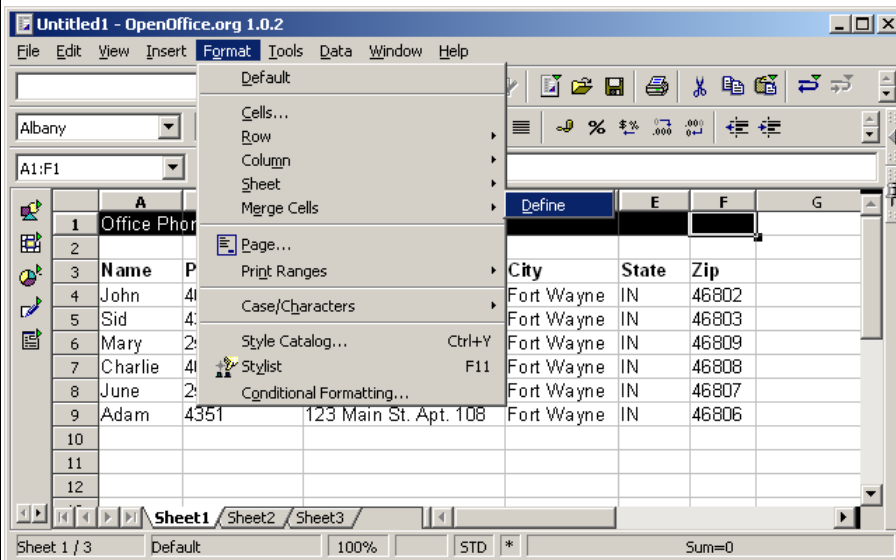 Untitled1 - OpenOffice.org 1.0.2
File Edit View Insert Format Tools Data Window Help
Default
Cells...
Albany
Row
Column
A1:F1
Sheet
Merge Cells
Define
A E F G
1 Office Phon
2
Page...
Print Ranges
3 Name P City State Zip
4 John 4 Fort Wayne IN 46802
Case/Characters
5 Sid 4 Fort Wayne IN 46803
6 Mary 2 Fort Wayne IN 46809
Style Catalog... Ctrl+Y
7 Charlie 4 Fort Wayne IN 46808
Stylist F11
8 June 2 Fort Wayne IN 46807
Conditional Formatting...
9 Adam 4351 123 Main St. Apt. 108 Fort Wayne IN 46806
10
11
12
Sheet1 Sheet2 Sheet3
Sheet 1 / 3 Default 100% STD * Sum=0